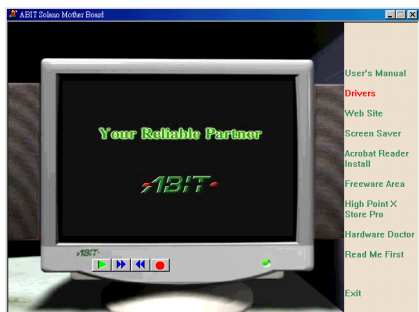 ABIT Solano Mother Board
User's Manual
Drivers
Web Site
Screen Saver
Acrobat Reader
Install
Freeware Area
High Point X
Store Pro
Hardware Doctor
Read Me First
Exit
Your Reliable Partner
ABIT
ABIT